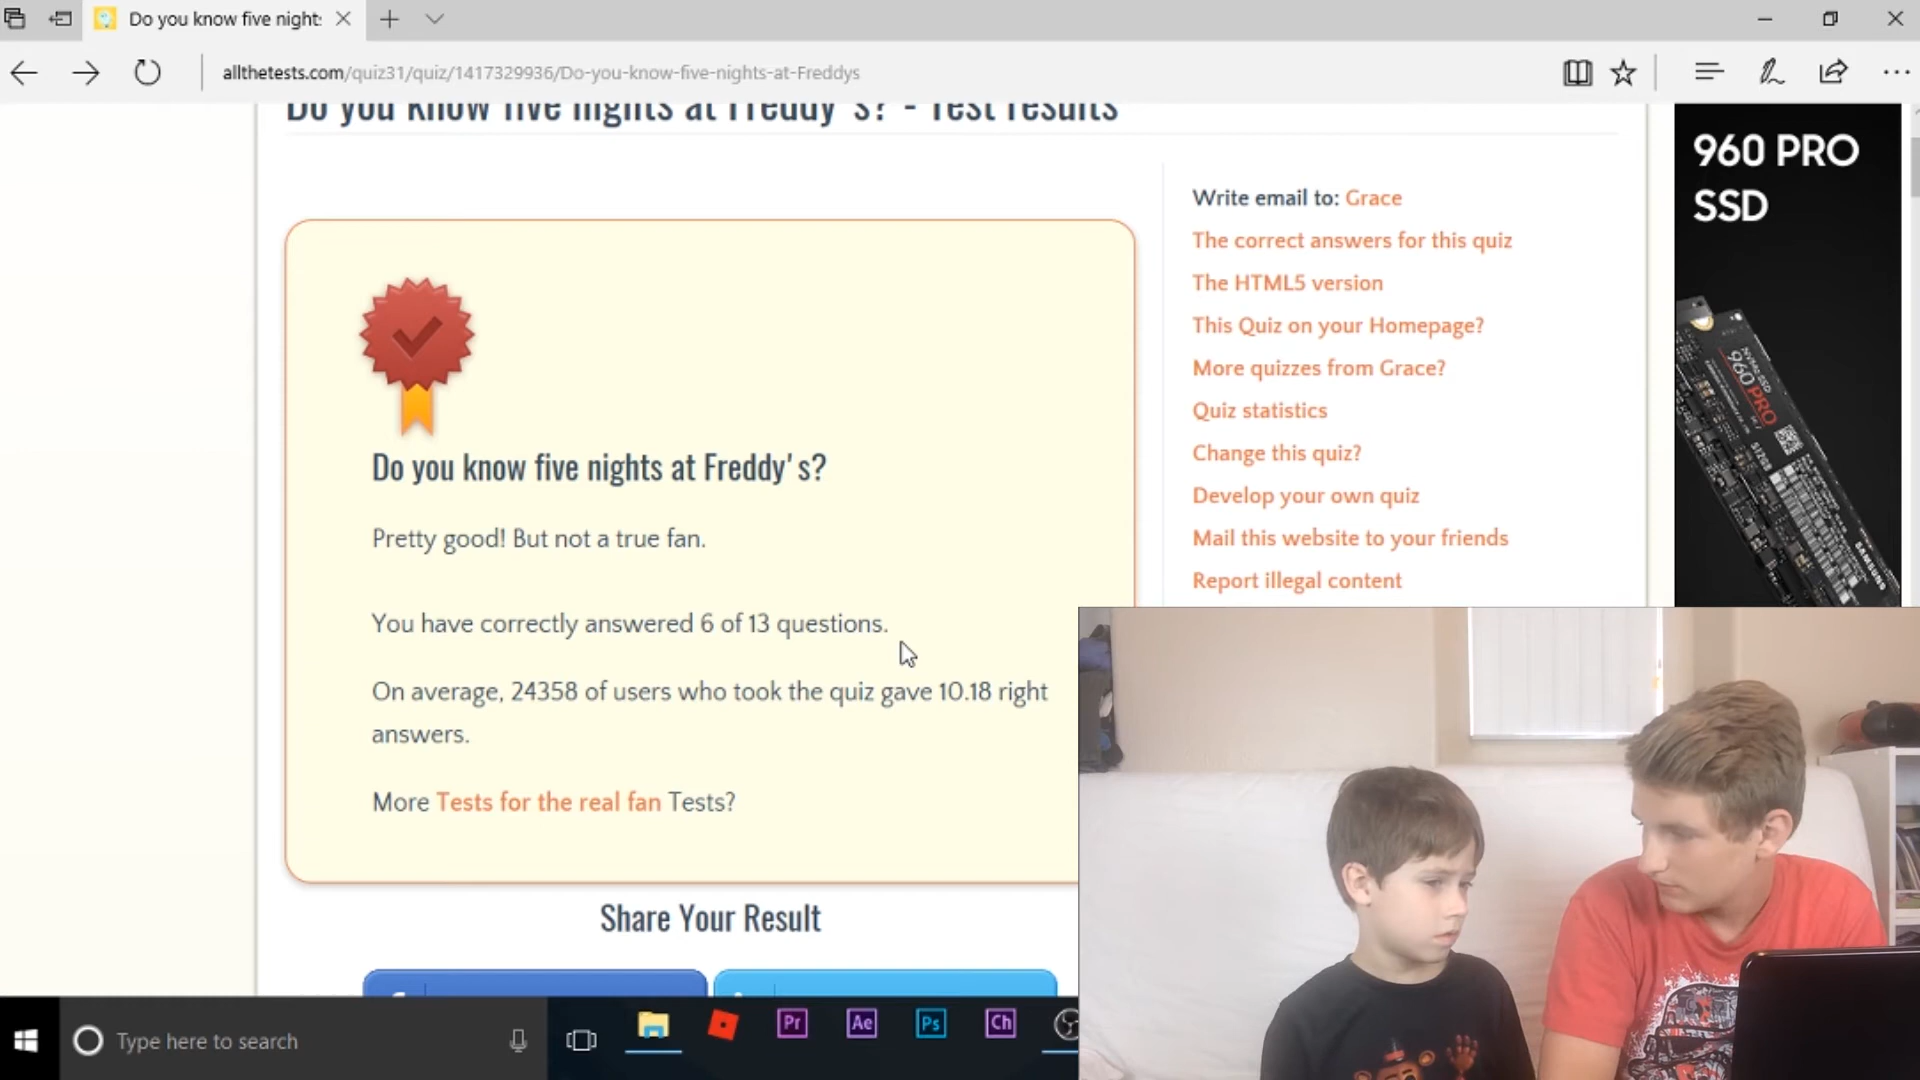 Do you know five night:
allthetests.com/quiz31/quiz/1417329936/Do-you-know-five-nights-at-Freddys
Do you know five nights at Freddy's? - Test results
Write email to: Grace
The correct answers for this quiz
The HTML5 version
This Quiz on your Homepage?
More quizzes from Grace?
Quiz statistics
Change this quiz?
Develop your own quiz
Mail this website to your friends
Report illegal content
Do you know five nights at Freddy's?
Pretty good! But not a true fan.
You have correctly answered 6 of 13 questions.
On average, 24358 of users who took the quiz gave 10.18 right
answers.
More Tests for the real fan Tests?
Share Your Result
960 PRO
SSD
960 PRO
SAMSUNG
Type here to search
Pr
Ae
Ps
Ch